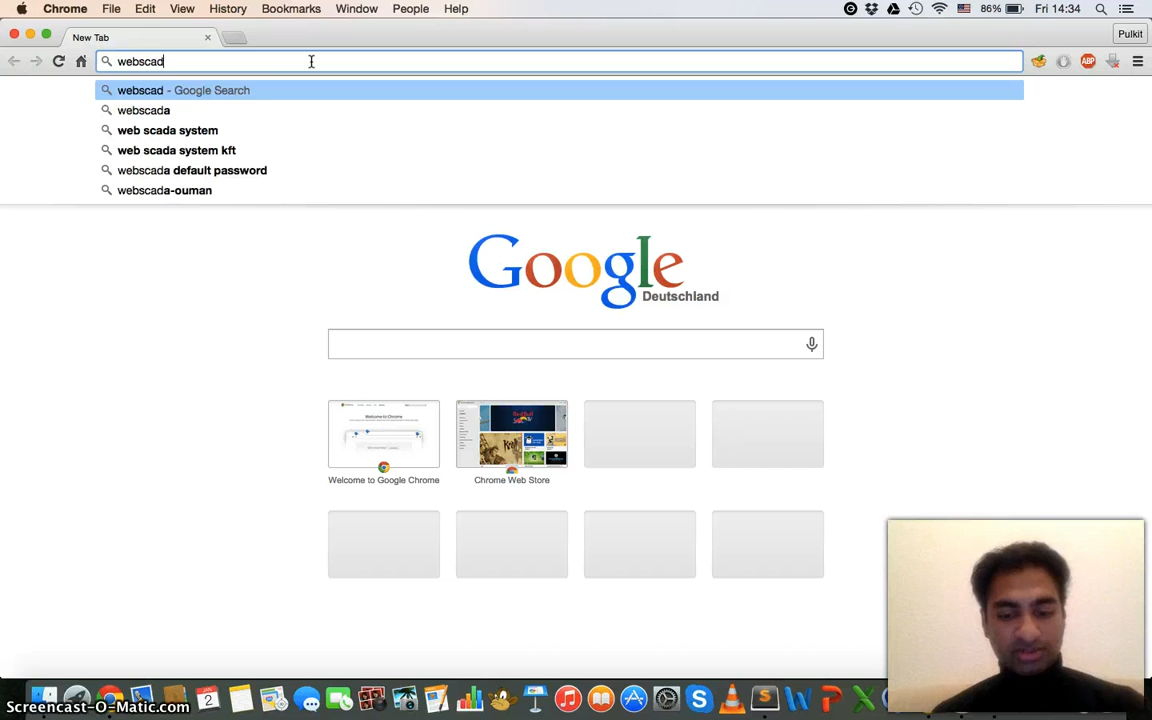 Chrome File Edit View History Bookmarks Window People Help 86% Fri 14:34
New Tab Pulkit
webscad ABP
webscad - Google Search
webscada
web scada system
web scada system kft
webscada default password
webscada-ouman
Google
Deutschland
Welcome to Google Chrome Chrome Web Store
2
Screencast-O-Matic.com